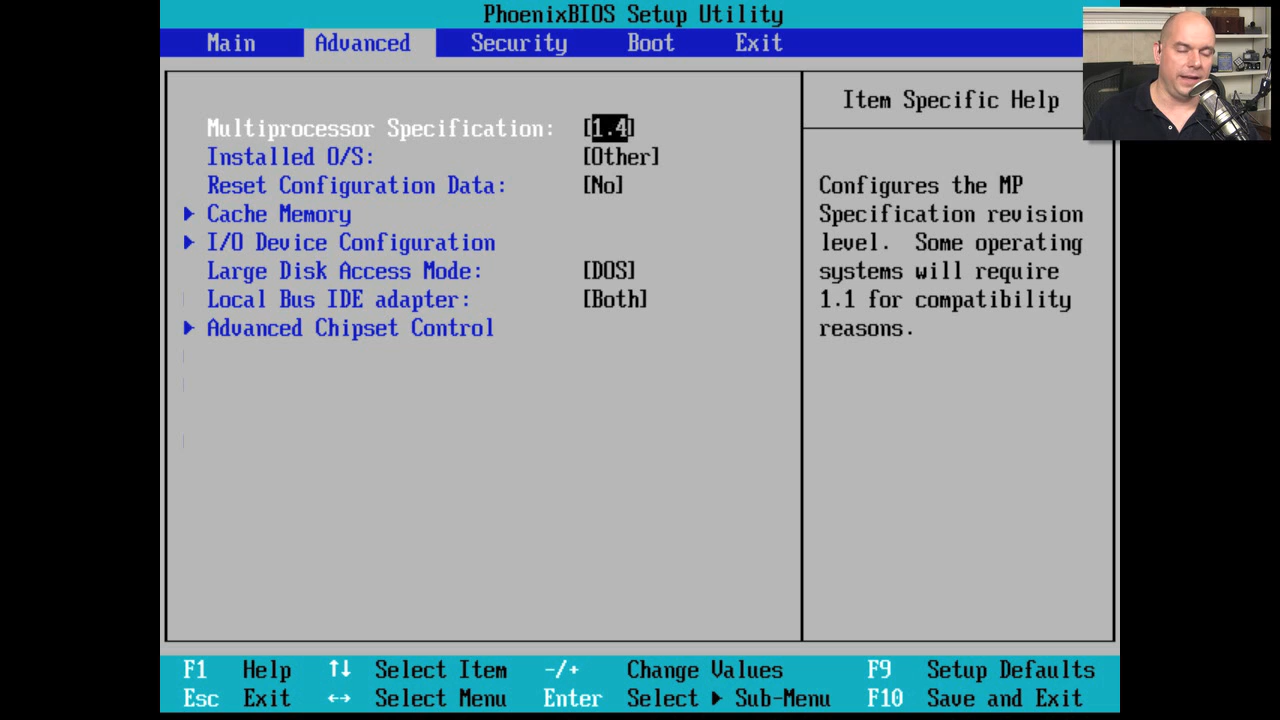 PhoenixBIOS Setup Utility
Main Advanced Security Boot Exit
Item Specific Help
Multiprocessor Specification: [1.4]
Installed O/S: [Other]
Reset Configuration Data: [No]
▶ Cache Memory
▶ I/O Device Configuration
Large Disk Access Mode: [DOS]
Local Bus IDE adapter: [Both]
▶ Advanced Chipset Control
Configures the MP
Specification revision
level. Some operating
systems will require
1.1 for compatibility
reasons.
F1 Help ↑↓ Select Item -/+ Change Values F9 Setup Defaults
Esc Exit ↔ Select Menu Enter Select ▶ Sub-Menu F10 Save and Exit